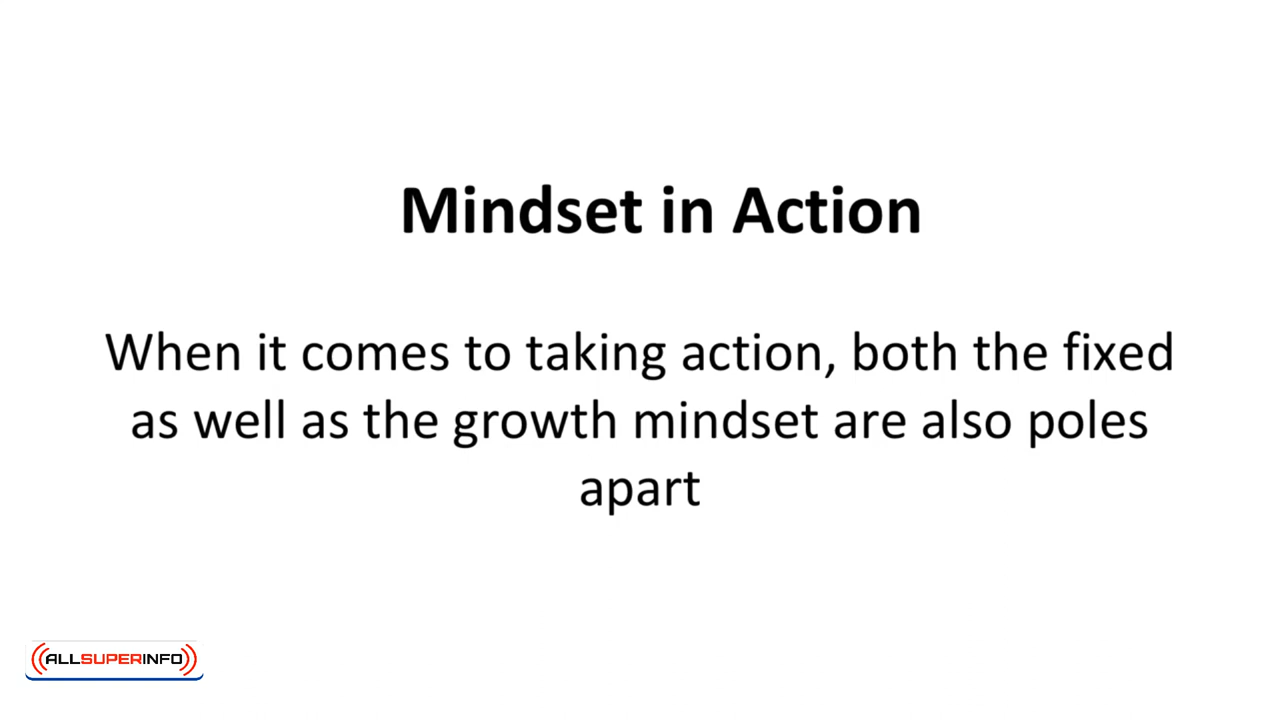 Mindset in Action
When it comes to taking action, both the fixed
as well as the growth mindset are also poles
apart
ALLSUPERINFO